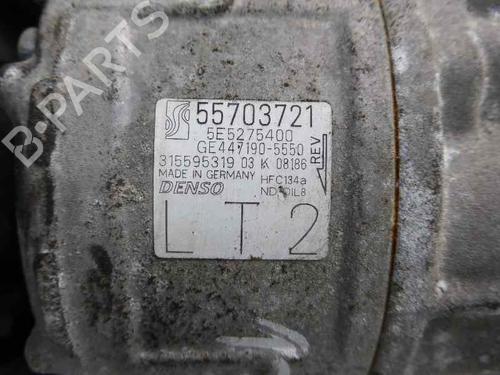 B-PARTS
55703721
5E5275400
GE447190-5550
315595319 03 K 08186
REV
MADE IN GERMANY HFC134a
DENSO ND-OIL8
LT2